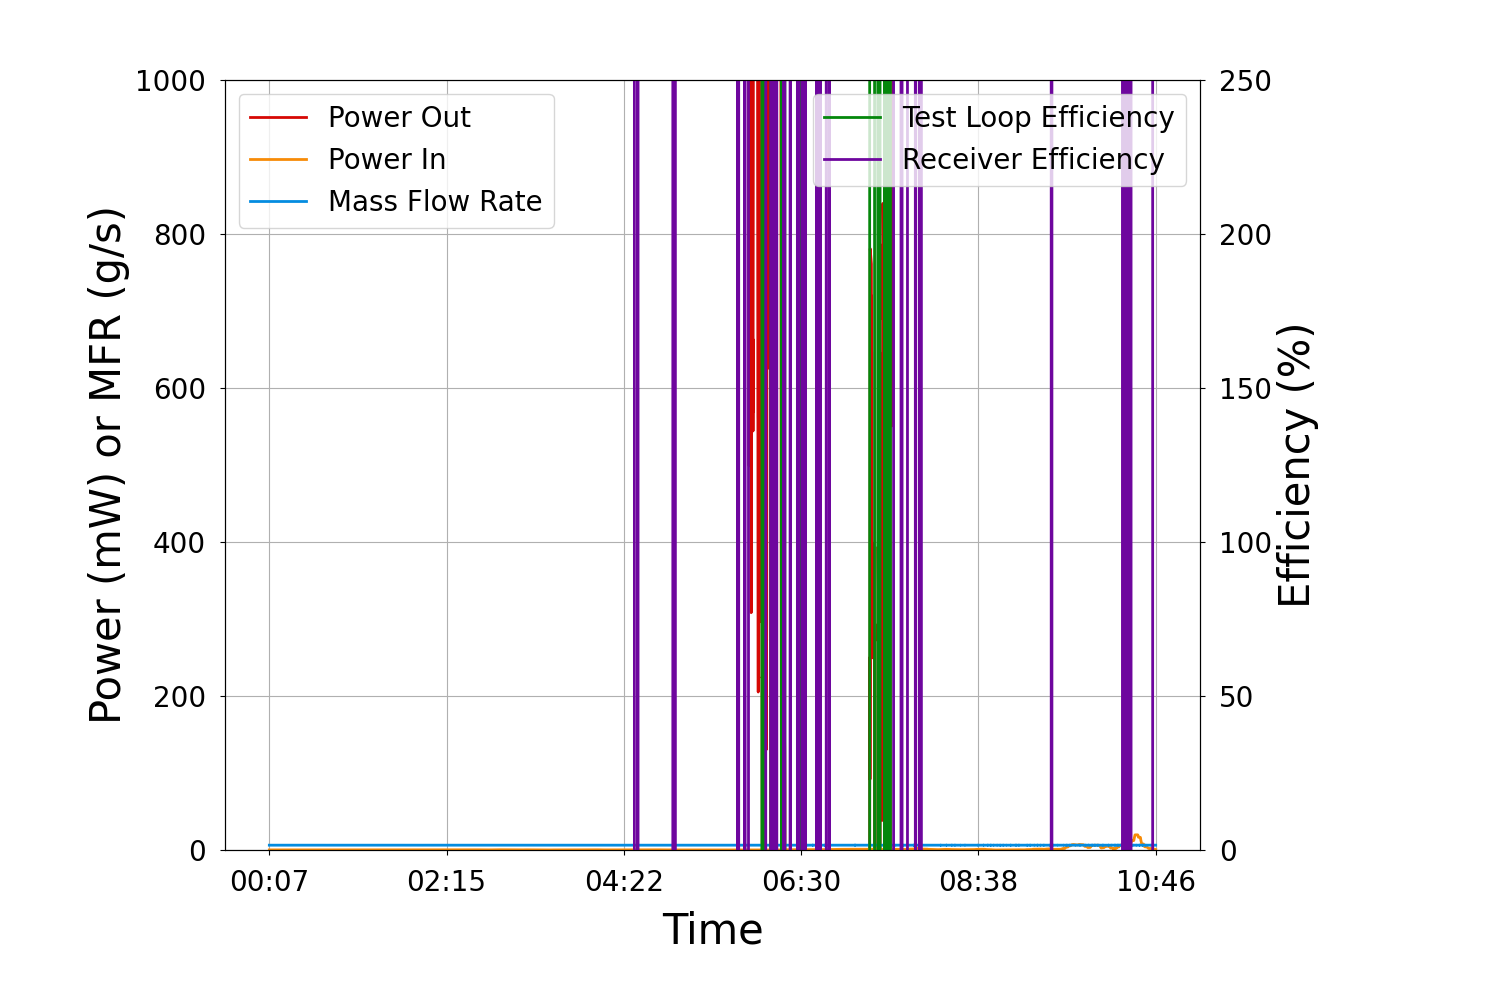 Power Out
Power In
Mass Flow Rate
Test Loop Efficiency
Receiver Efficiency
1000
800
600
400
200
0
250
200
150
100
50
0
Power (mW) or MFR (g/s)
Efficiency (%)
00:07 02:15 04:22 06:30 08:38 10:46
Time